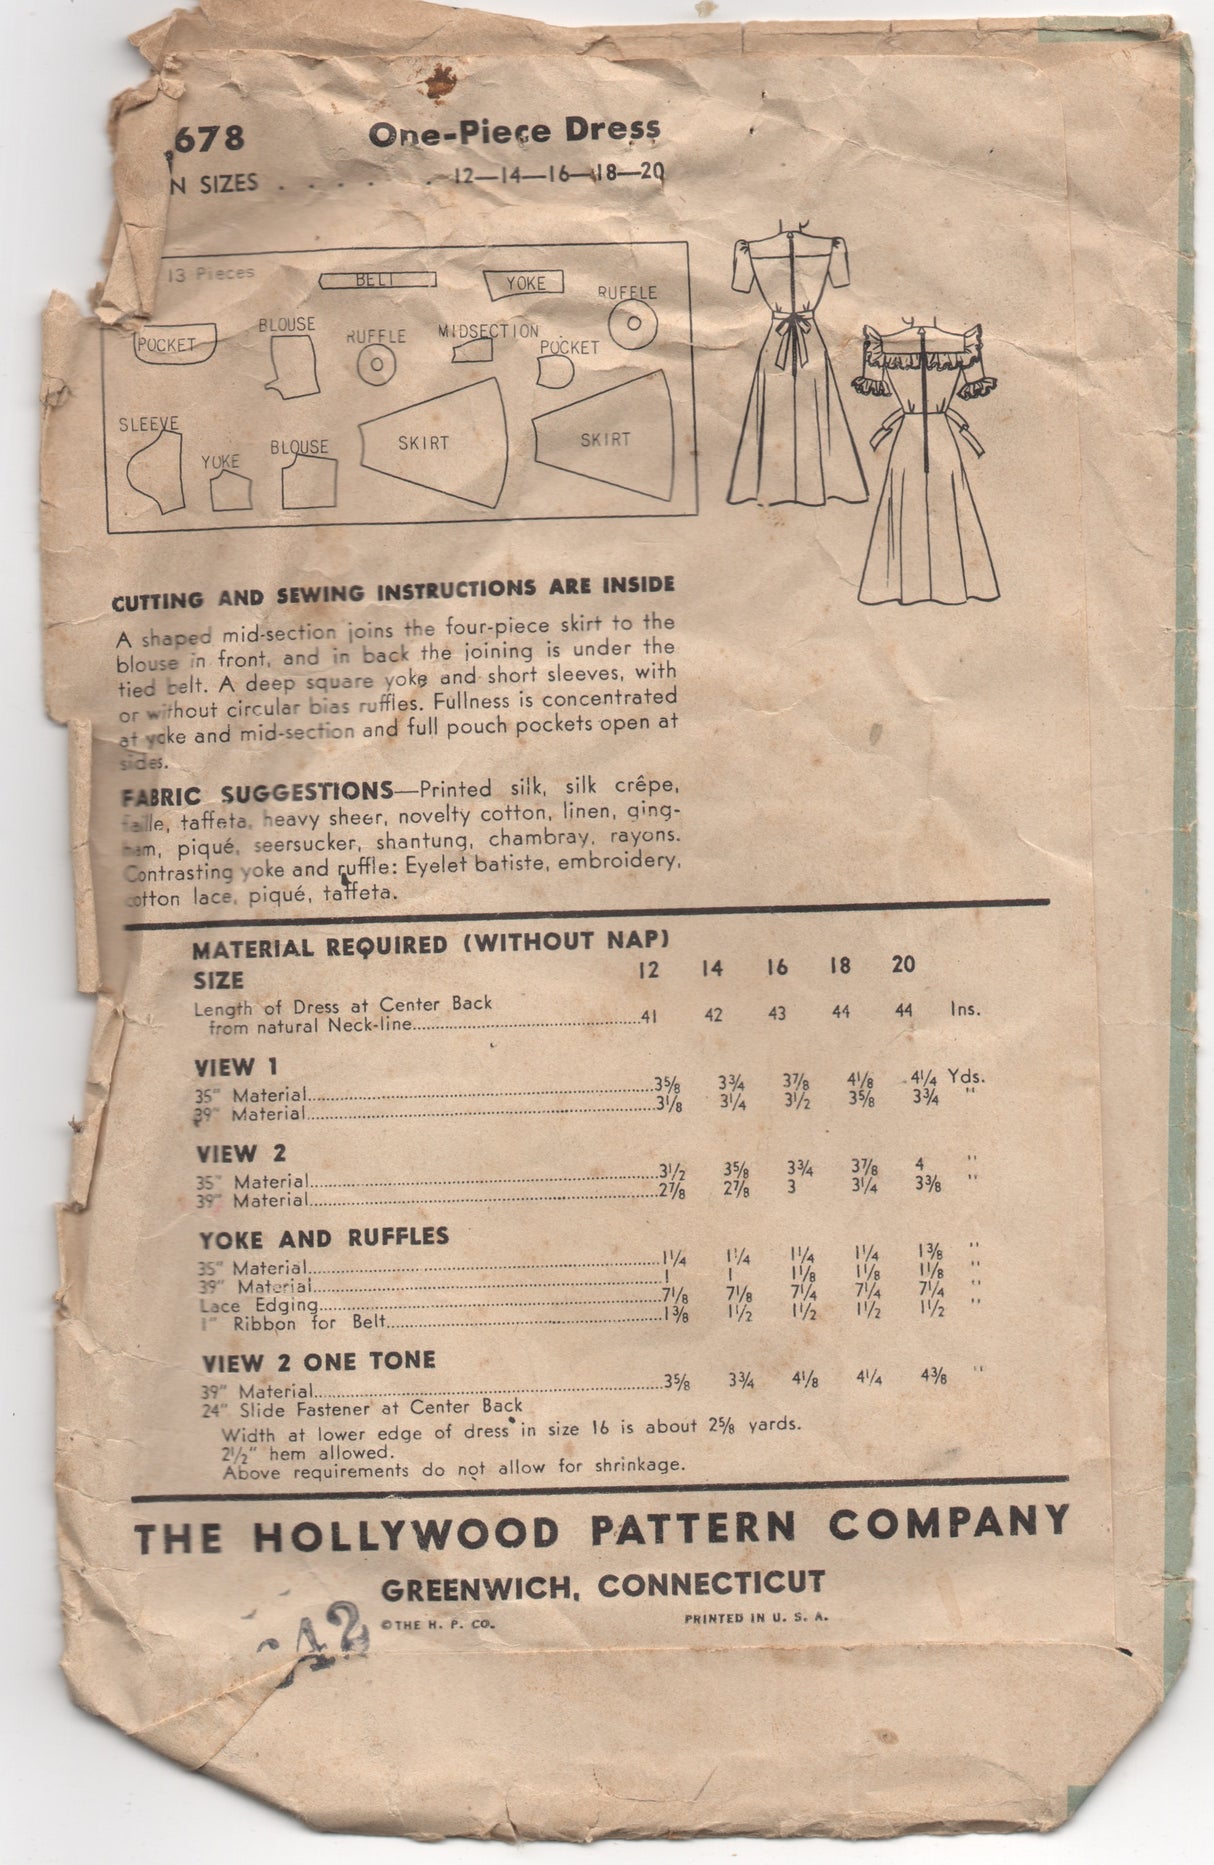 678 One-Piece Dress
N SIZES . . . . . . . 12—14—16—18—20
13 Pieces
BELT
YOKE
RUFFLE
POCKET
BLOUSE
RUFFLE
MIDSECTION
POCKET
SLEEVE
YOKE
BLOUSE
SKIRT
SKIRT
CUTTING AND SEWING INSTRUCTIONS ARE INSIDE
A shaped mid-section joins the four-piece skirt to the
blouse in front, and in back the joining is under the
tied belt. A deep square yoke and short sleeves, with
or without circular bias ruffles. Fullness is concentrated
at yoke and mid-section and full pouch pockets open at
sides.
FABRIC SUGGESTIONS—Printed silk, silk crêpe,
faille, taffeta, heavy sheer, novelty cotton, linen, ging-
ham, piqué, seersucker, shantung, chambray, rayons.
Contrasting yoke and ruffle: Eyelet batiste, embroidery,
cotton lace, piqué, taffeta.
MATERIAL REQUIRED (WITHOUT NAP)
SIZE 12 14 16 18 20
Length of Dress at Center Back
from natural Neck-line 41 42 43 44 44 Ins.
VIEW 1
35" Material 3⅝ 3¾ 3⅞ 4⅛ 4¼ Yds.
39" Material 3⅛ 3¼ 3½ 3⅝ 3¾ "
VIEW 2
35" Material 3½ 3⅝ 3¾ 3⅞ 4 "
39" Material 2⅞ 2⅞ 3 3¼ 3⅜ "
YOKE AND RUFFLES
35" Material 1¼ 1¼ 1¼ 1¼ 1⅜ "
39" Material 1 1 1⅛ 1⅛ 1⅛ "
Lace Edging 7⅛ 7⅛ 7¼ 7¼ 7¼ "
1" Ribbon for Belt 1⅜ 1½ 1½ 1½ 1½ "
VIEW 2 ONE TONE
39" Material 3⅝ 3¾ 4⅛ 4¼ 4⅜ "
24" Slide Fastener at Center Back
Width at lower edge of dress in size 16 is about 2⅝ yards.
2½" hem allowed.
Above requirements do not allow for shrinkage.
THE HOLLYWOOD PATTERN COMPANY
GREENWICH, CONNECTICUT
©THE H. P. CO. PRINTED IN U. S. A.